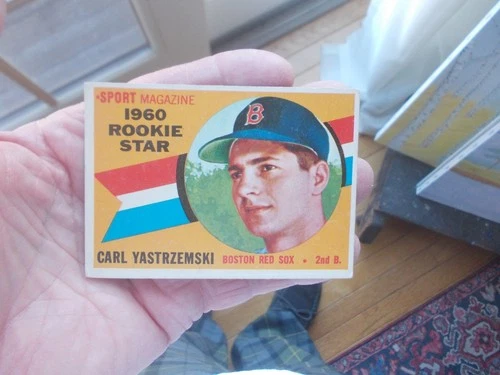 SPORT MAGAZINE
1960
ROOKIE
STAR
B
CARL YASTRZEMSKI BOSTON RED SOX • 2nd B.